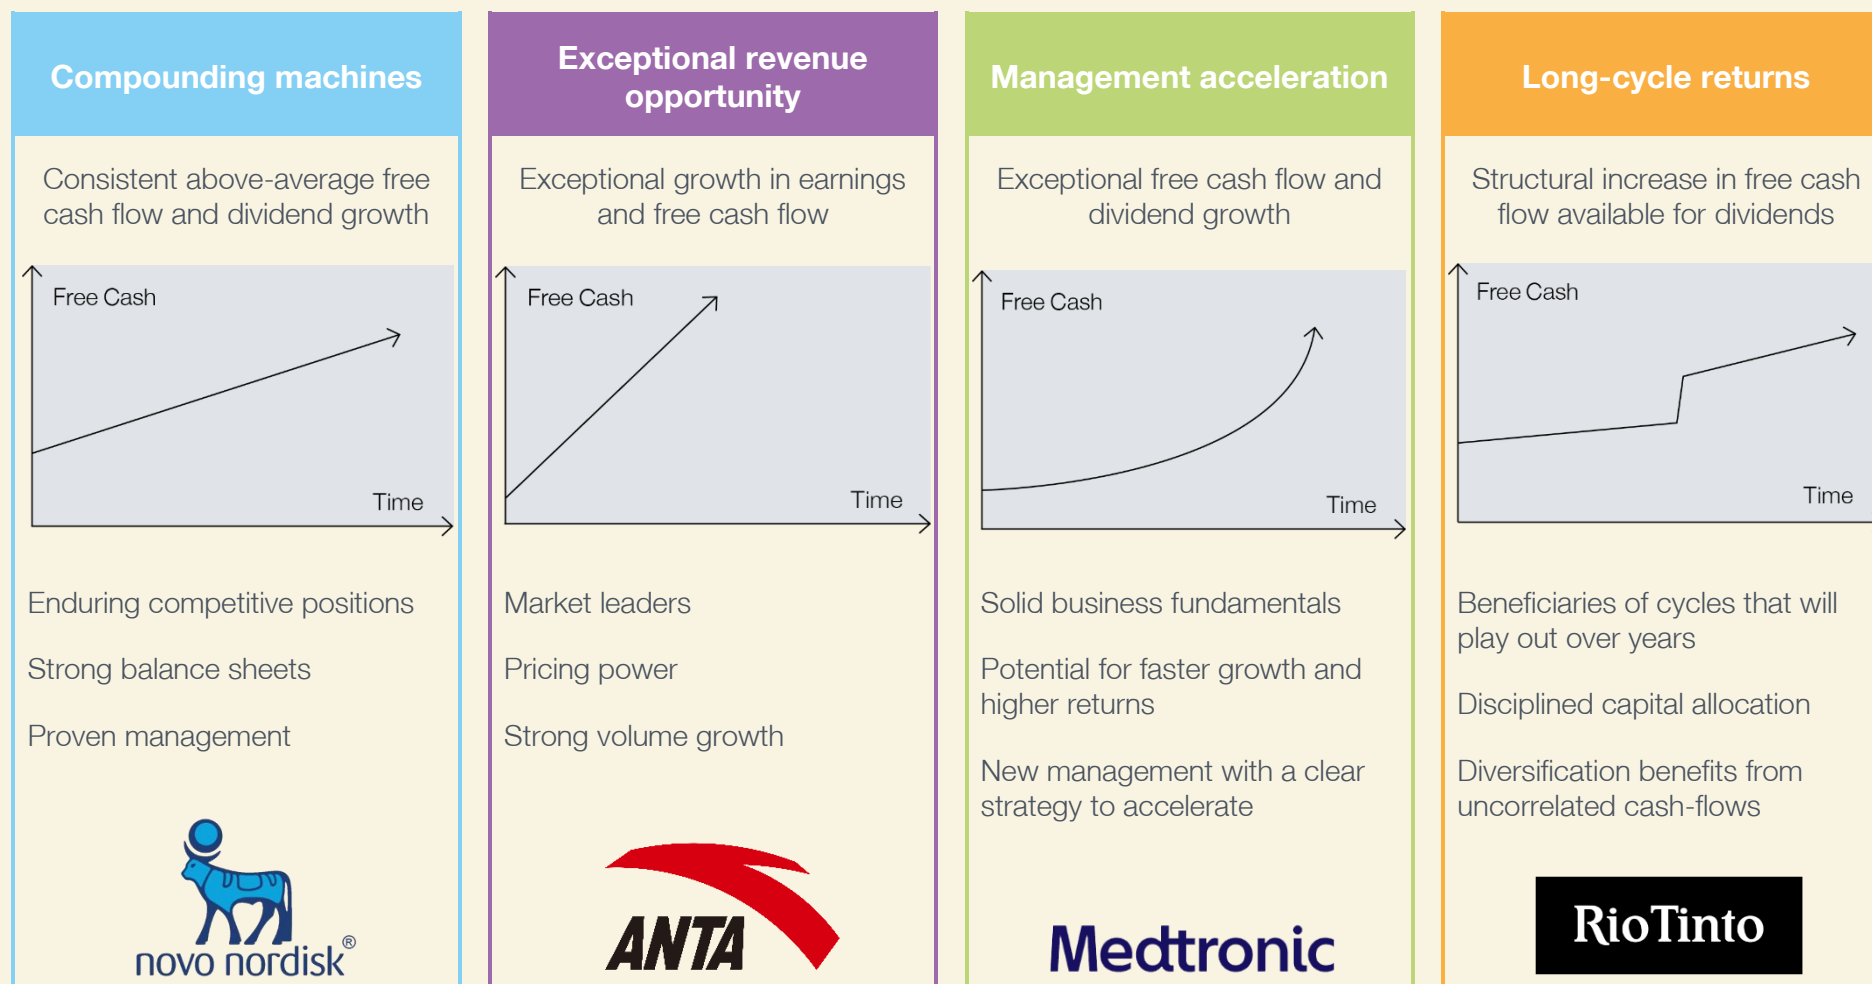 Compounding machines
Consistent above-average free
cash flow and dividend growth
Free Cash
Time
Enduring competitive positions
Strong balance sheets
Proven management
novo nordisk®
Exceptional revenue
opportunity
Exceptional growth in earnings
and free cash flow
Free Cash
Time
Market leaders
Pricing power
Strong volume growth
ANTA
Management acceleration
Exceptional free cash flow and
dividend growth
Free Cash
Time
Solid business fundamentals
Potential for faster growth and
higher returns
New management with a clear
strategy to accelerate
Medtronic
Long-cycle returns
Structural increase in free cash
flow available for dividends
Free Cash
Time
Beneficiaries of cycles that will
play out over years
Disciplined capital allocation
Diversification benefits from
uncorrelated cash-flows
RioTinto